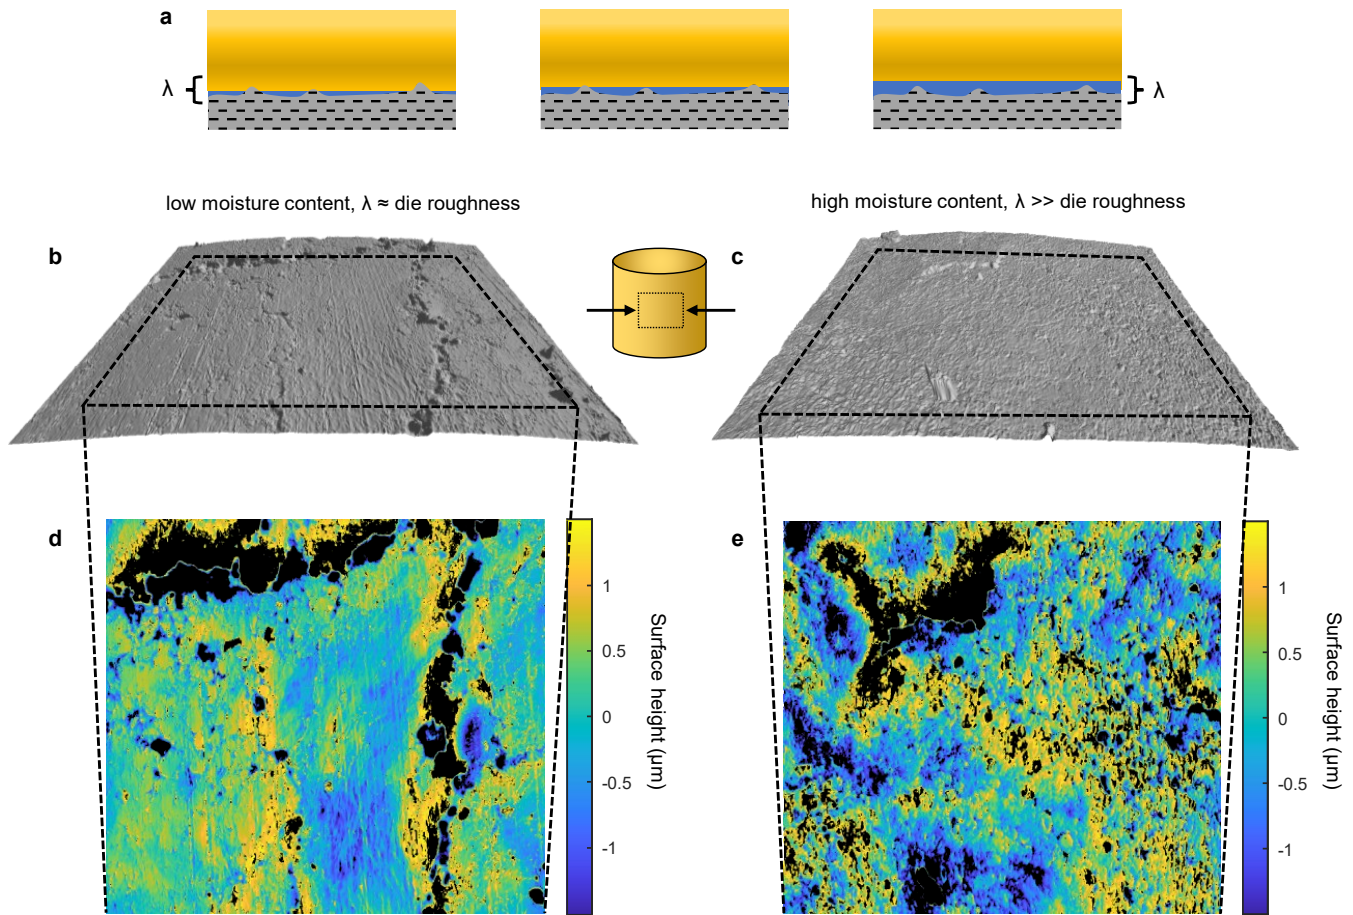 a
λ
λ
low moisture content, λ ≈ die roughness
high moisture content, λ >> die roughness
b
c
d
1
0.5
0
-0.5
-1
Surface height (μm)
e
1
0.5
0
-0.5
-1
Surface height (μm)